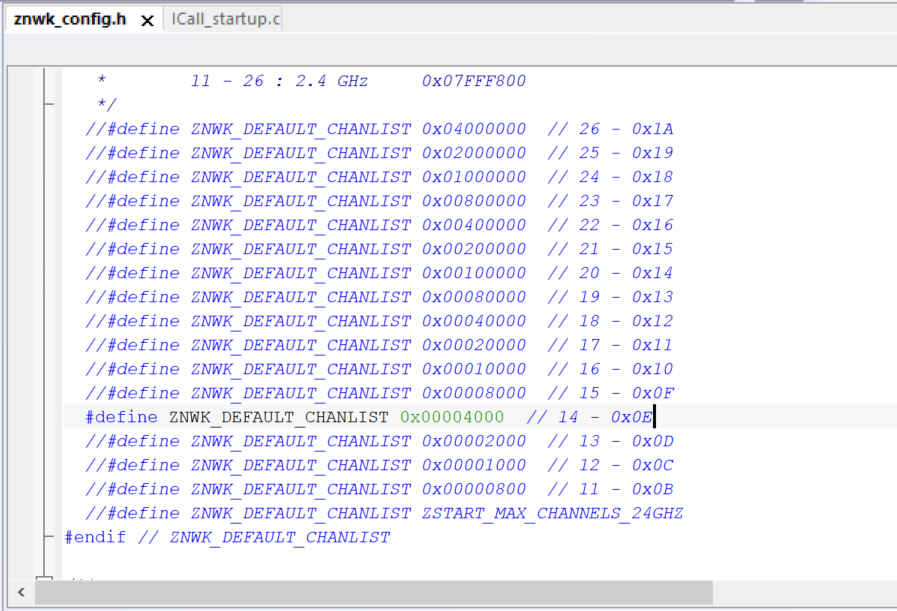 znwk_config.h x ICall_startup.c
* 11 - 26 : 2.4 GHz 0x07FFF800
*/
//#define ZNWK_DEFAULT_CHANLIST 0x04000000 // 26 - 0x1A
//#define ZNWK_DEFAULT_CHANLIST 0x02000000 // 25 - 0x19
//#define ZNWK_DEFAULT_CHANLIST 0x01000000 // 24 - 0x18
//#define ZNWK_DEFAULT_CHANLIST 0x00800000 // 23 - 0x17
//#define ZNWK_DEFAULT_CHANLIST 0x00400000 // 22 - 0x16
//#define ZNWK_DEFAULT_CHANLIST 0x00200000 // 21 - 0x15
//#define ZNWK_DEFAULT_CHANLIST 0x00100000 // 20 - 0x14
//#define ZNWK_DEFAULT_CHANLIST 0x00080000 // 19 - 0x13
//#define ZNWK_DEFAULT_CHANLIST 0x00040000 // 18 - 0x12
//#define ZNWK_DEFAULT_CHANLIST 0x00020000 // 17 - 0x11
//#define ZNWK_DEFAULT_CHANLIST 0x00010000 // 16 - 0x10
//#define ZNWK_DEFAULT_CHANLIST 0x00008000 // 15 - 0x0F
#define ZNWK_DEFAULT_CHANLIST 0x00004000 // 14 - 0x0E
//#define ZNWK_DEFAULT_CHANLIST 0x00002000 // 13 - 0x0D
//#define ZNWK_DEFAULT_CHANLIST 0x00001000 // 12 - 0x0C
//#define ZNWK_DEFAULT_CHANLIST 0x00000800 // 11 - 0x0B
//#define ZNWK_DEFAULT_CHANLIST ZSTART_MAX_CHANNELS_24GHZ
#endif // ZNWK_DEFAULT_CHANLIST